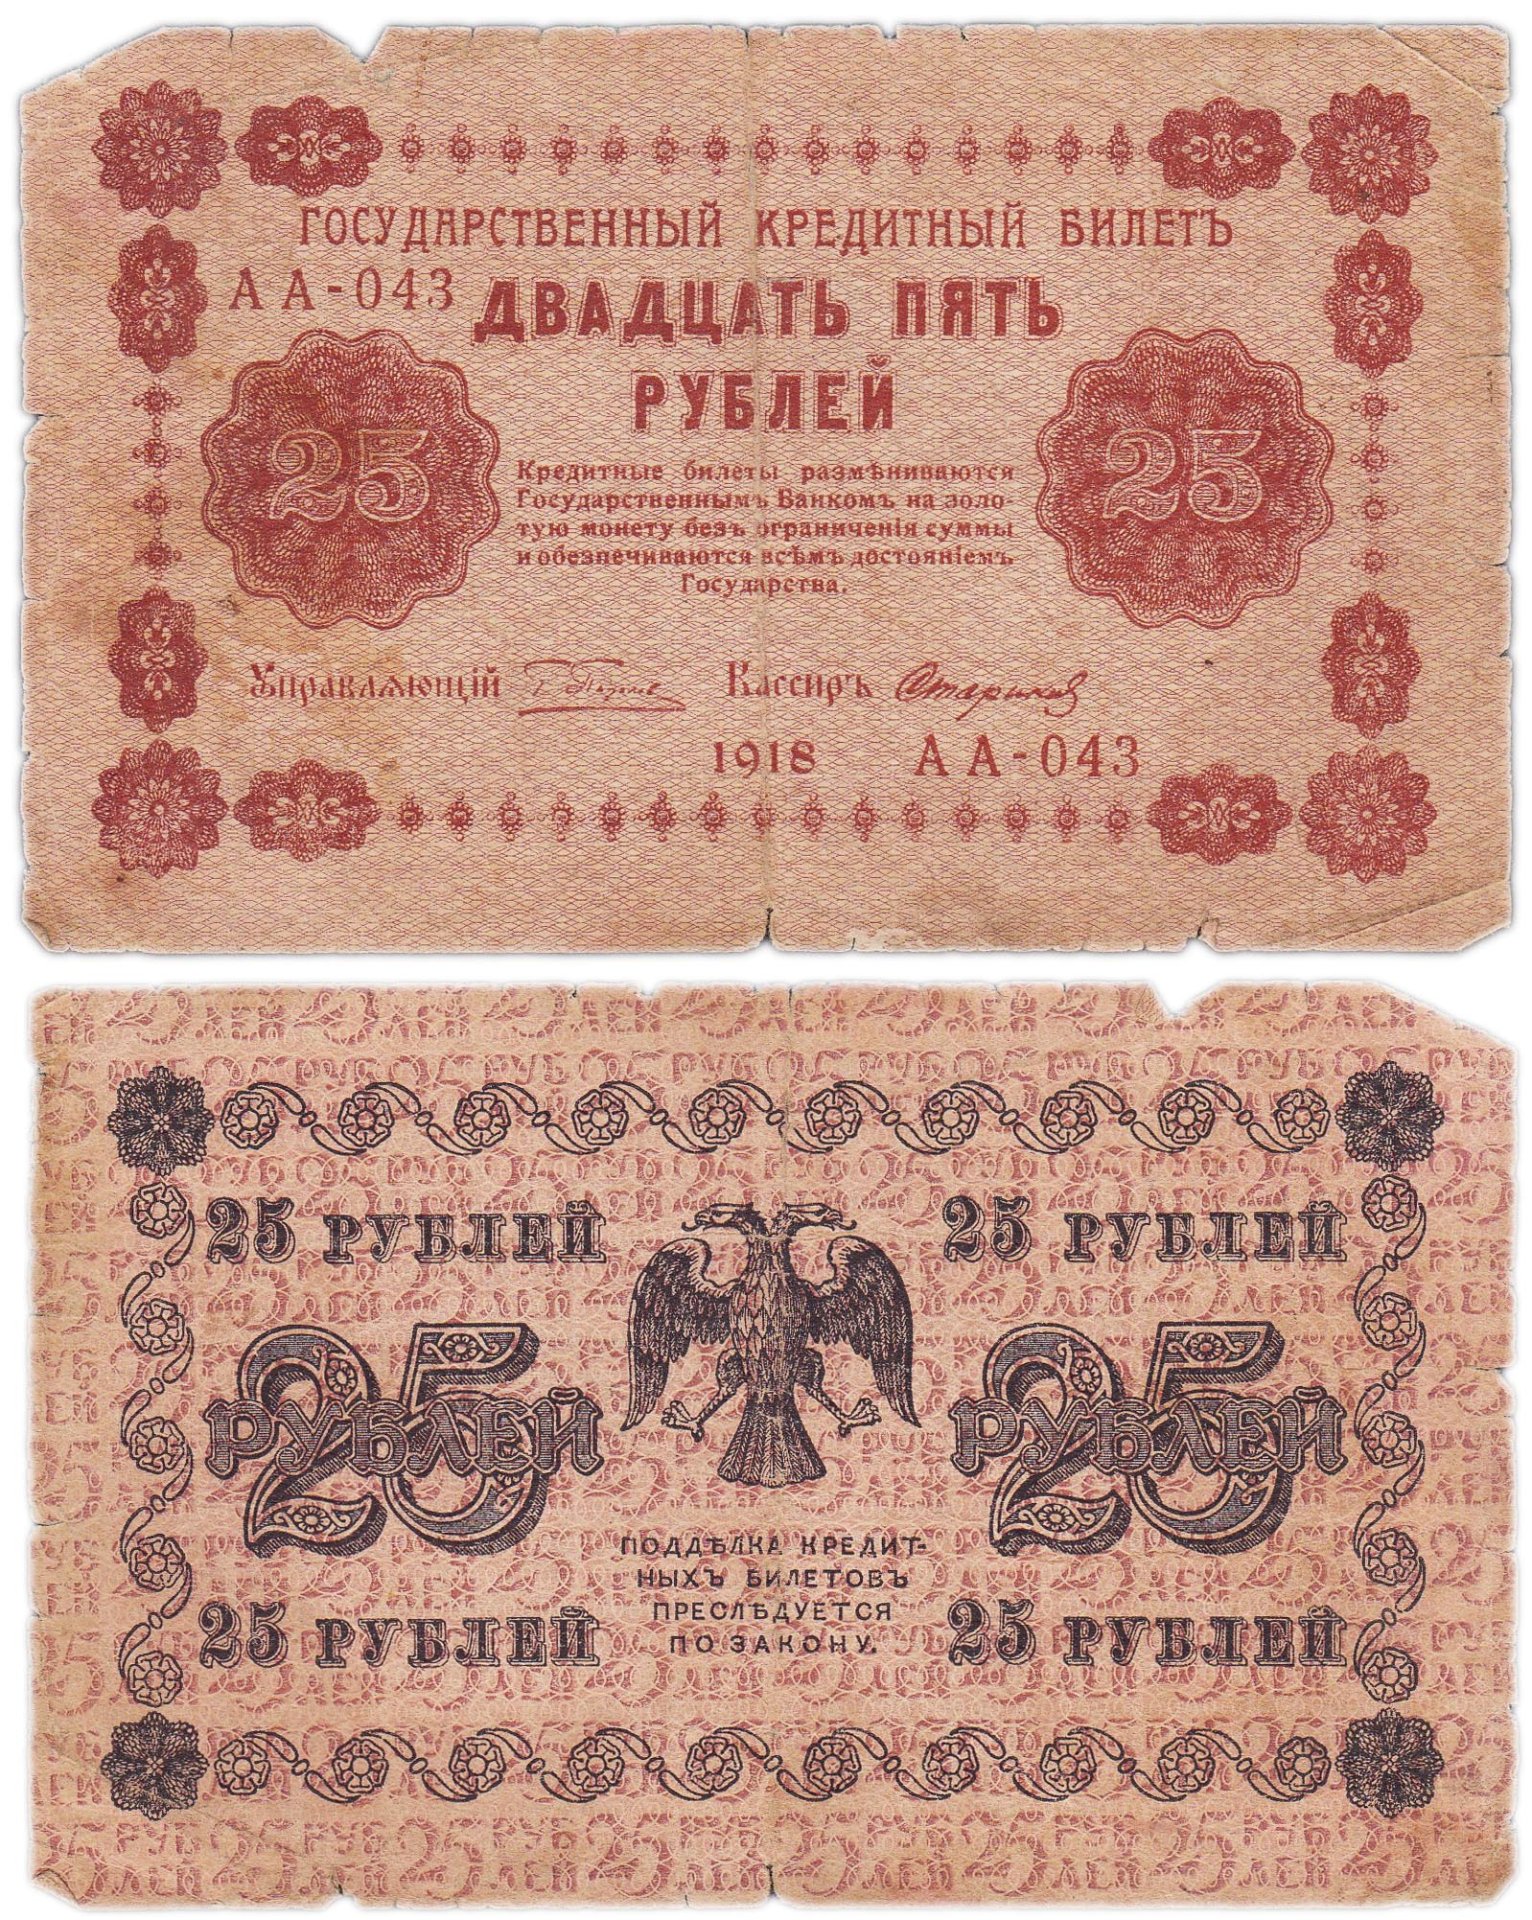 ГОСУДАРСТВЕННЫЙ КРЕДИТНЫЙ БИЛЕТЪ
АА-043
ДВАДЦАТЬ ПЯТЬ
РУБЛЕЙ
25
25
Кредитные билеты размѣниваются
Государственнымъ Банкомъ на золо-
тую монету безъ ограниченія суммы
и обезпечиваются всѣмъ достояніемъ
Государства.
Управляющій
Кассиръ
1918 АА-043
25 РУБЛЕЙ
25 РУБЛЕЙ
25 РУБЛЕЙ
25 РУБЛЕЙ
ПОДДѢЛКА КРЕДИТ-
НЫХЪ БИЛЕТОВЪ
ПРЕСЛѢДУЕТСЯ
ПО ЗАКОНУ.
25 РУБЛЕЙ
25 РУБЛЕЙ